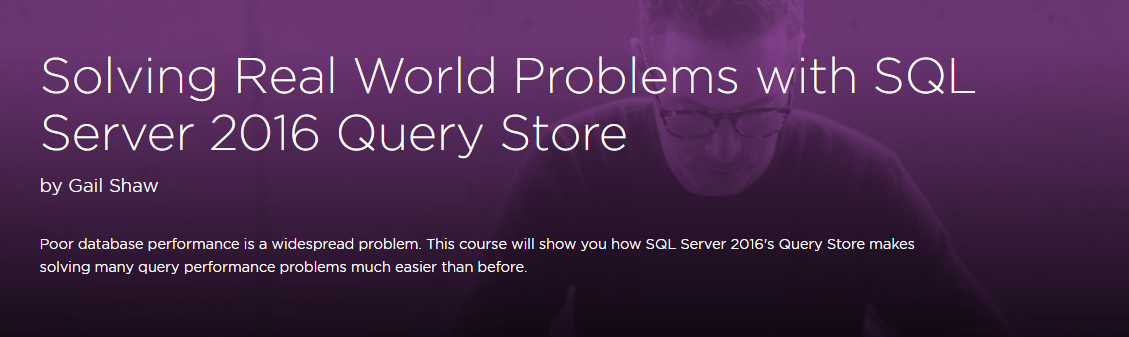 Solving Real World Problems with SQL
Server 2016 Query Store
by Gail Shaw
Poor database performance is a widespread problem. This course will show you how SQL Server 2016's Query Store makes
solving many query performance problems much easier than before.